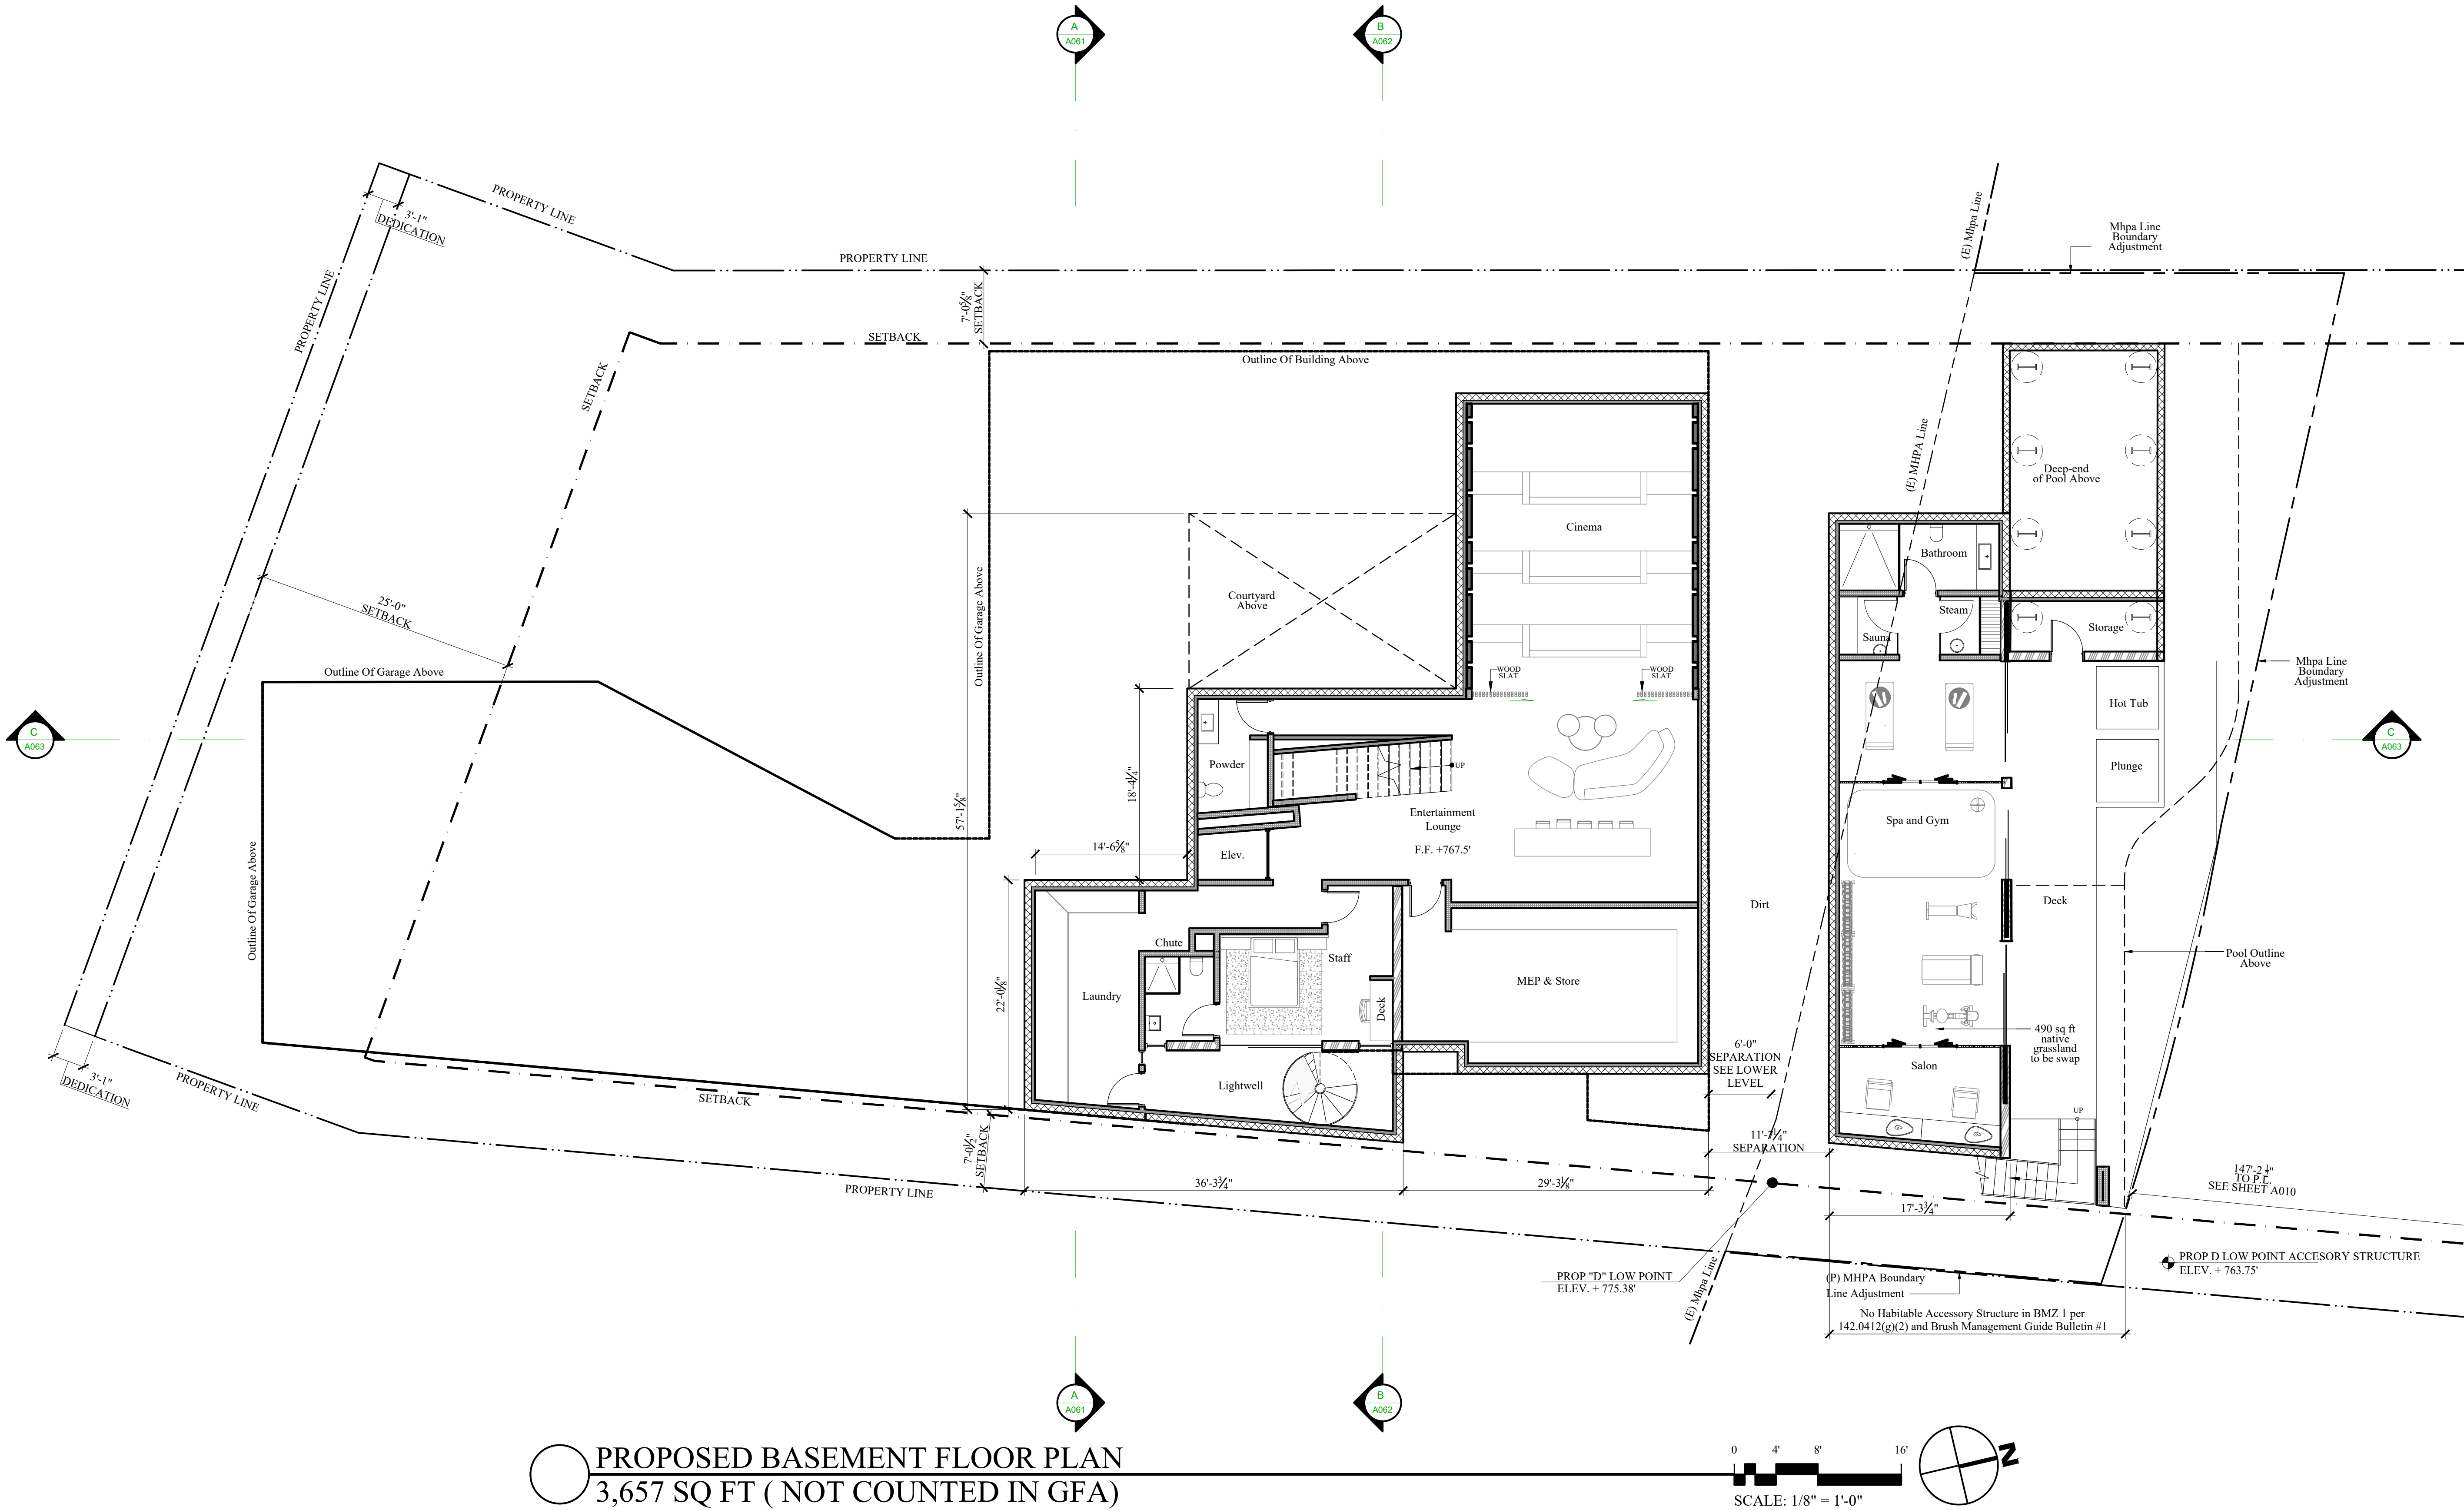 A
A061
B
A062
3'-1"
DEDICATION
PROPERTY LINE
PROPERTY LINE
PROPERTY LINE
(E) Mhpa Line
Mhpa Line
Boundary
Adjustment
7'-0⅝"
SETBACK
SETBACK
SETBACK
Outline Of Building Above
(E) MHPA Line
Deep-end
of Pool Above
Cinema
Bathroom
Courtyard
Above
Outline Of Garage Above
25'-0"
SETBACK
Steam
Sauna
Storage
Outline Of Garage Above
WOOD
SLAT
WOOD
SLAT
Mhpa Line
Boundary
Adjustment
Hot Tub
C
A063
C
A063
Powder
UP
Plunge
18'-4¼"
57'-1⅝"
Entertainment
Lounge
F.F. +767.5'
Spa and Gym
14'-6⅝"
Elev.
Outline Of Garage Above
Dirt
Deck
Chute
Staff
Pool Outline
Above
Laundry
MEP & Store
22'-0⅛"
Deck
490 sq ft
native
grassland
to be swap
6'-0"
SEPARATION
SEE LOWER
LEVEL
Salon
Lightwell
3'-1"
DEDICATION
PROPERTY LINE
SETBACK
UP
7'-0½"
SETBACK
SEPARATION
147'-2
TO P.L.
SEE SHEET A010
PROPERTY LINE
36'-3¾"
29'-3⅛"
17'-3¾"
PROP D LOW POINT ACCESORY STRUCTURE
ELEV. + 763.75'
PROP "D" LOW POINT
ELEV. + 775.38'
(E) Mhpa Line
(P) MHPA Boundary
Line Adjustment
No Habitable Accessory Structure in BMZ 1 per
142.0412(g)(2) and Brush Management Guide Bulletin #1
A
A061
B
A062
PROPOSED BASEMENT FLOOR PLAN
3,657 SQ FT ( NOT COUNTED IN GFA)
0 4' 8' 16'
SCALE: 1/8" = 1'-0"
N